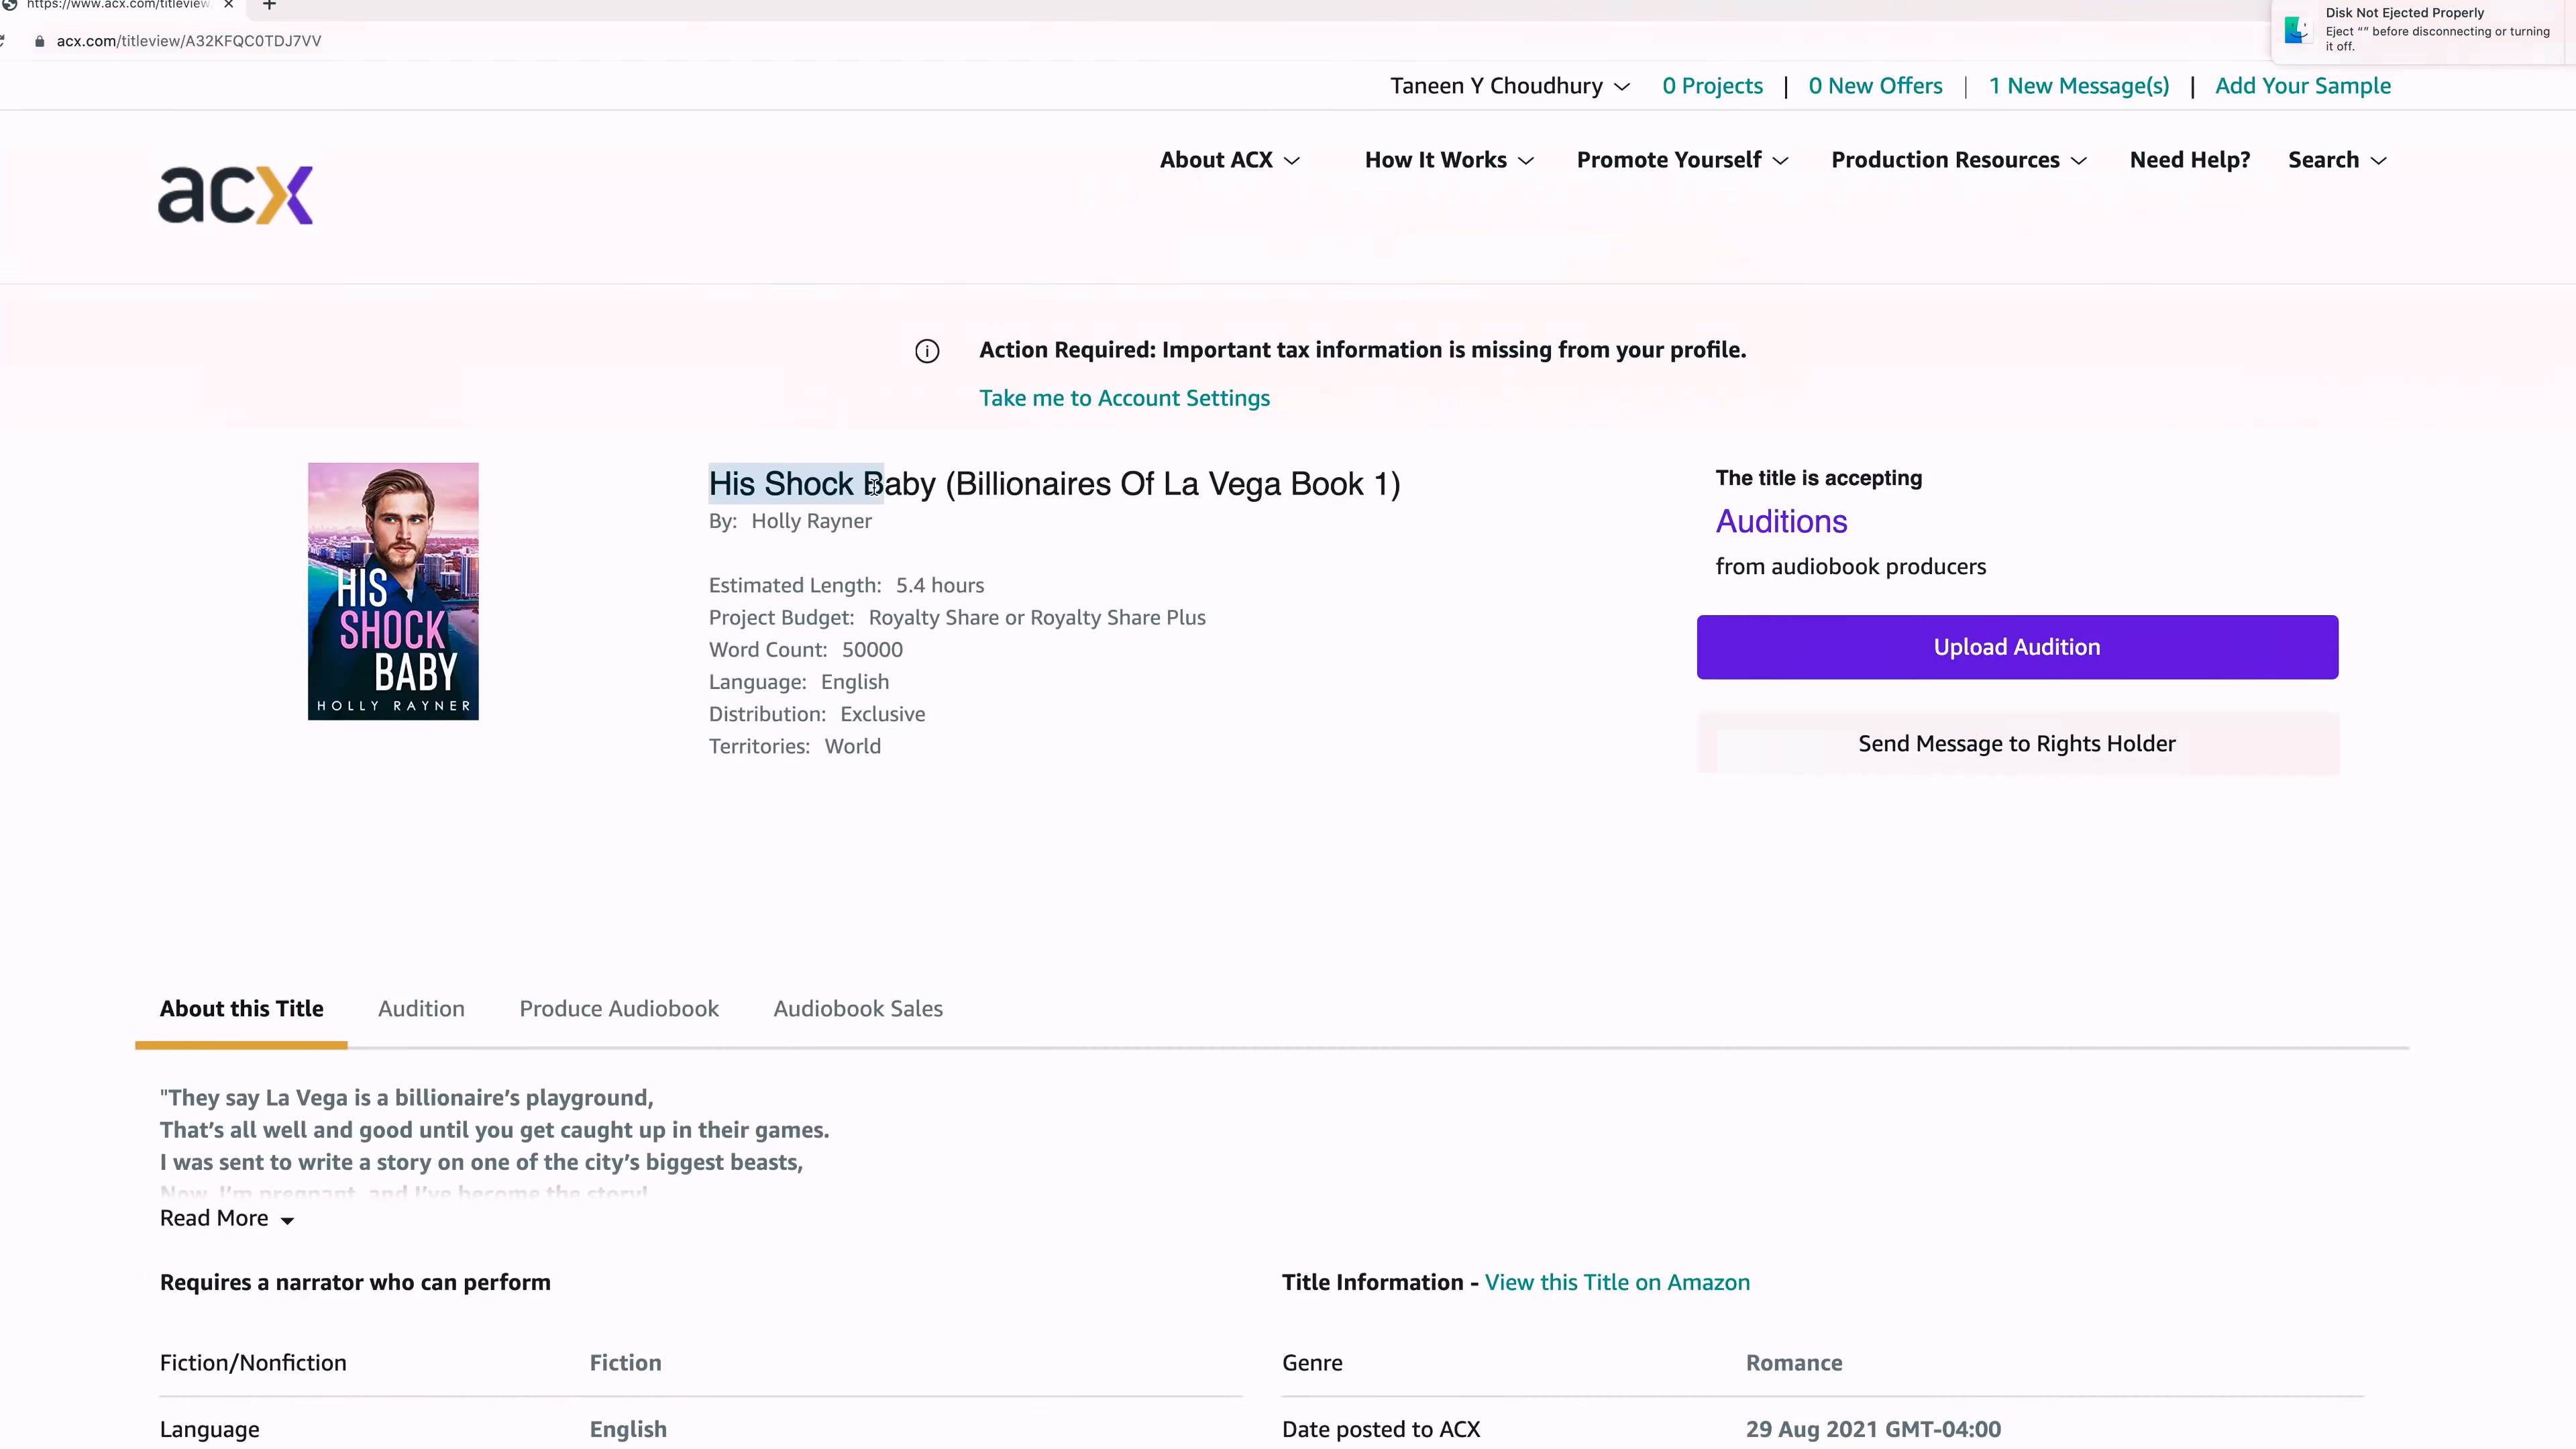 https://www.acx.com/titleview
acx.com/titleview/A32KFQC0TDJ7VV
Disk Not Ejected Properly
Eject “” before disconnecting or turning
it off.
Taneen Y Choudhury 0 Projects | 0 New Offers | 1 New Message(s) | Add Your Sample
acx
About ACX How It Works Promote Yourself Production Resources Need Help? Search
Action Required: Important tax information is missing from your profile.
Take me to Account Settings
HIS
SHOCK
BABY
HOLLY RAYNER
His Shock Baby (Billionaires Of La Vega Book 1)
By: Holly Rayner
Estimated Length: 5.4 hours
Project Budget: Royalty Share or Royalty Share Plus
Word Count: 50000
Language: English
Distribution: Exclusive
Territories: World
The title is accepting
Auditions
from audiobook producers
Upload Audition
Send Message to Rights Holder
About this Title Audition Produce Audiobook Audiobook Sales
"They say La Vega is a billionaire’s playground,
That’s all well and good until you get caught up in their games.
I was sent to write a story on one of the city’s biggest beasts,
Now, I’m pregnant, and I’ve become the story!
Read More
Requires a narrator who can perform
Fiction/Nonfiction Fiction
Language English
Title Information - View this Title on Amazon
Genre Romance
Date posted to ACX 29 Aug 2021 GMT-04:00